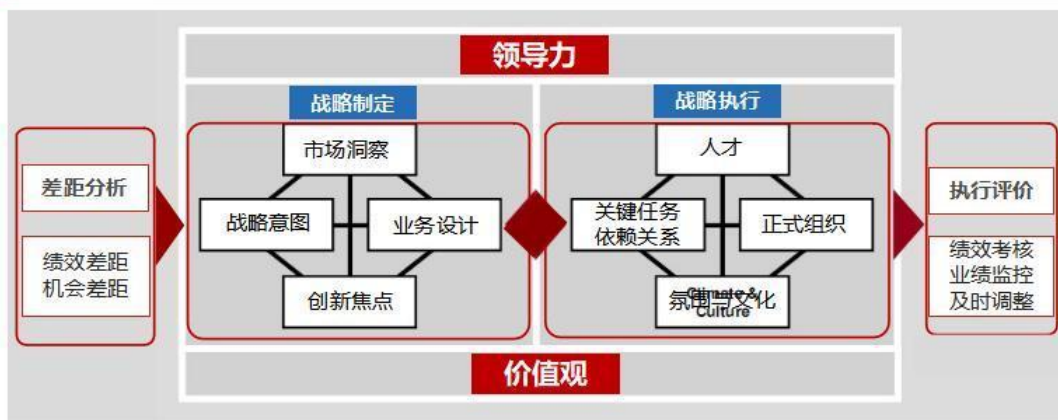 领导力
战略制定
战略执行
市场洞察
人才
差距分析
战略意图
业务设计
关键任务
依赖关系
正式组织
执行评价
绩效差距
机会差距
创新焦点
氛围与文化
Climate &
Culture
绩效考核
业绩监控
及时调整
价值观